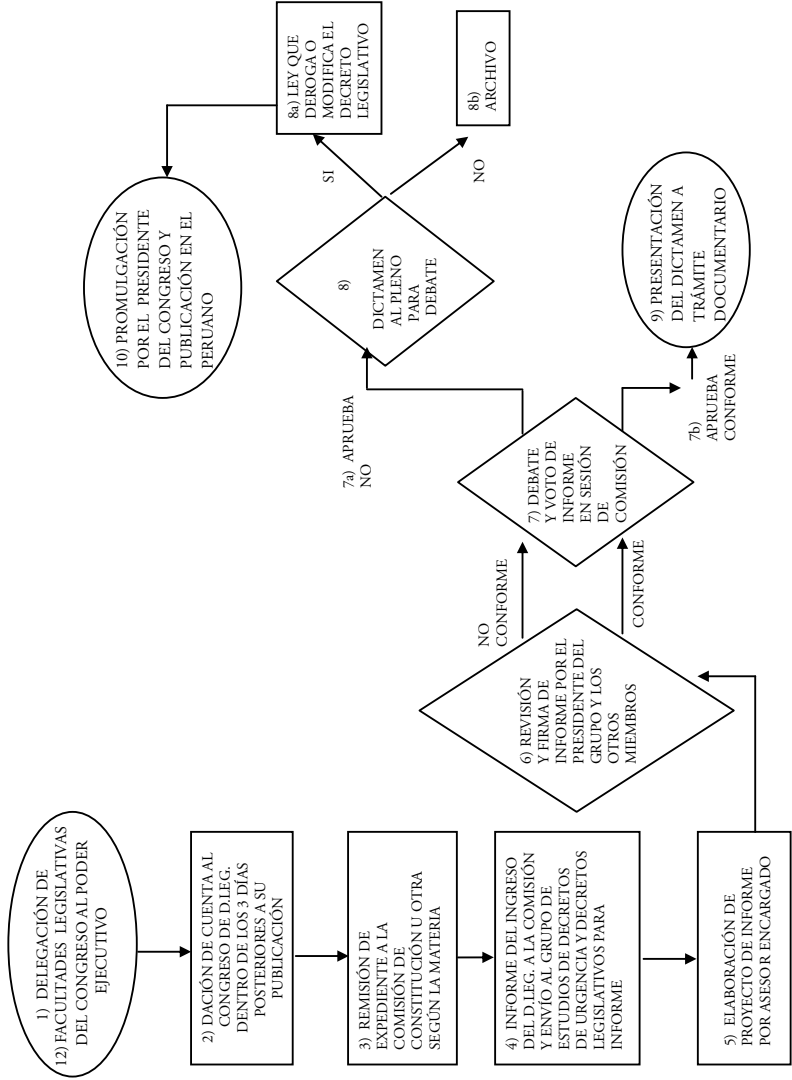 1) DELEGACIÓN DE
12) FACULTADES LEGISLATIVAS
DEL CONGRESO AL PODER
EJECUTIVO
2) DACIÓN DE CUENTA AL
CONGRESO DE D.LEG.
DENTRO DE LOS 3 DÍAS
POSTERIORES A SU
PUBLICACIÓN
3) REMISIÓN DE
EXPEDIENTE A LA
COMISIÓN DE
CONSTITUCIÓN U OTRA
SEGÚN LA MATERIA
4) INFORME DEL INGRESO
DEL D.LEG. A LA COMISIÓN
Y ENVÍO AL GRUPO DE
ESTUDIOS DE DECRETOS
DE URGENCIA Y DECRETOS
LEGISLATIVOS PARA
INFORME
5) ELABORACIÓN DE
PROYECTO DE INFORME
POR ASESOR ENCARGADO
6) REVISIÓN
Y FIRMA DE
INFORME POR EL
PRESIDENTE DEL
GRUPO Y LOS
OTROS
MIEMBROS
NO
CONFORME
CONFORME
7) DEBATE
Y VOTO DE
INFORME
EN SESIÓN
DE
COMISIÓN
7a) APRUEBA
NO
7b)
APRUEBA
CONFORME
8)
DICTAMEN
AL PLENO
PARA
DEBATE
SI
NO
8a) LEY QUE
DEROGA O
MODIFICA EL
DECRETO
LEGISLATIVO
8b)
ARCHIVO
9) PRESENTACIÓN
DEL DICTAMEN A
TRÁMITE
DOCUMENTARIO
10) PROMULGACIÓN
POR EL PRESIDENTE
DEL CONGRESO Y
PUBLICACIÓN EN EL
PERUANO